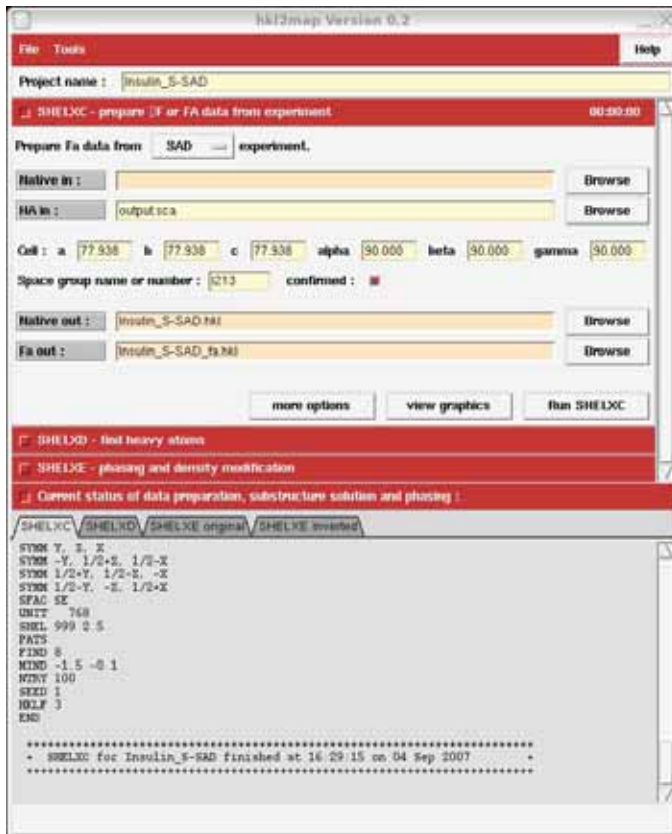 hkl2map Version 0.2
File Tools Help
Project name : Insulin_S-SAD
SHELXC - prepare ΔF or FA data from experiment 00:00:00
Prepare Fa data from SAD experiment.
Native in : Browse
HA in : output.sca Browse
Cell : a 77.938 b 77.938 c 77.938 alpha 90.000 beta 90.000 gamma 90.000
Space group name or number : i213 confirmed :
Native out : Insulin_S-SAD.hkl Browse
Fa out : Insulin_S-SAD_fa.hkl Browse
more options view graphics Run SHELXC
SHELXD - find heavy atoms
SHELXE - phasing and density modification
Current status of data preparation, substructure solution and phasing :
SHELXC SHELXD SHELXE original SHELXE inverted
SYMM Y, Z, X
SYMM -Y, 1/2+Z, 1/2-X
SYMM 1/2+Y, 1/2-Z, -X
SYMM 1/2-Y, -Z, 1/2+X
SFAC SE
UNIT 768
SHEL 999 2.5
PATS
FIND 8
MIND -1.5 -0.1
NTRY 100
SEED 1
HKLF 3
END
++++++++++++++++++++++++++++++++++++++++++++++++++++++++++++++++
+ SHELXC for Insulin_S-SAD finished at 16:29:15 on 04 Sep 2007 +
++++++++++++++++++++++++++++++++++++++++++++++++++++++++++++++++